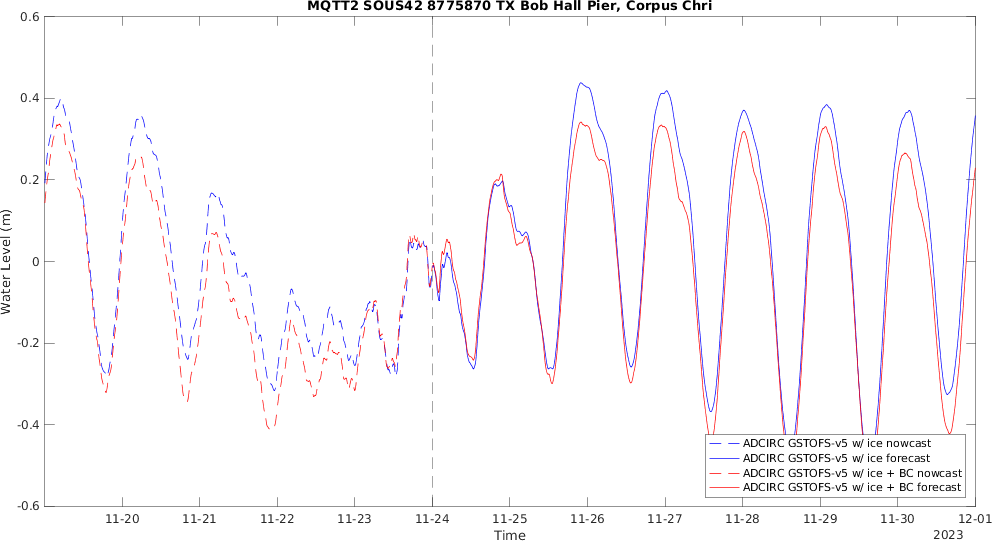 MQTT2 SOUS42 8775870 TX Bob Hall Pier, Corpus Chri
0.6
0.4
0.2
0
-0.2
-0.4
-0.6
Water Level (m)
11-20
11-21
11-22
11-23
11-24
11-25
11-26
11-27
11-28
11-29
11-30
12-01
Time
2023
ADCIRC GSTOFS-v5 w/ ice nowcast
ADCIRC GSTOFS-v5 w/ ice forecast
ADCIRC GSTOFS-v5 w/ ice + BC nowcast
ADCIRC GSTOFS-v5 w/ ice + BC forecast